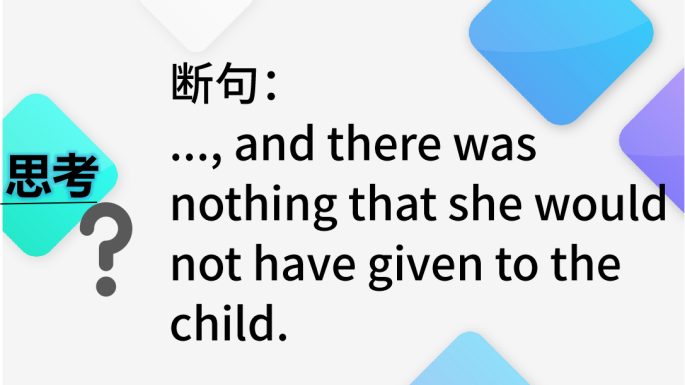 断句：
..., and there was
nothing that she would
not have given to the
child.
思考
?